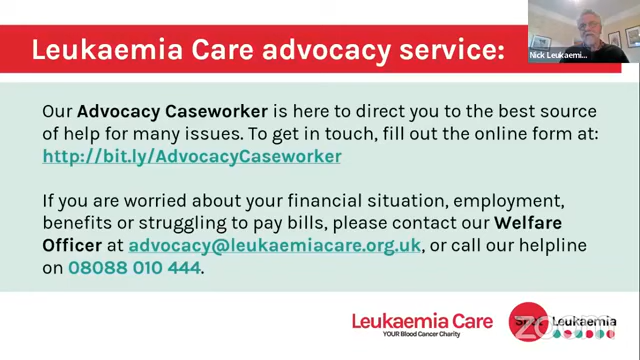 Leukaemia Care advocacy service:
Nick Leukaemi...
Our Advocacy Caseworker is here to direct you to the best source
of help for many issues. To get in touch, fill out the online form at:
http://bit.ly/AdvocacyCaseworker
If you are worried about your financial situation, employment,
benefits or struggling to pay bills, please contact our Welfare
Officer at advocacy@leukaemiacare.org.uk, or call our helpline
on 08088 010 444.
Leukaemia Care
YOUR Blood Cancer Charity
Leukaemia
zoom